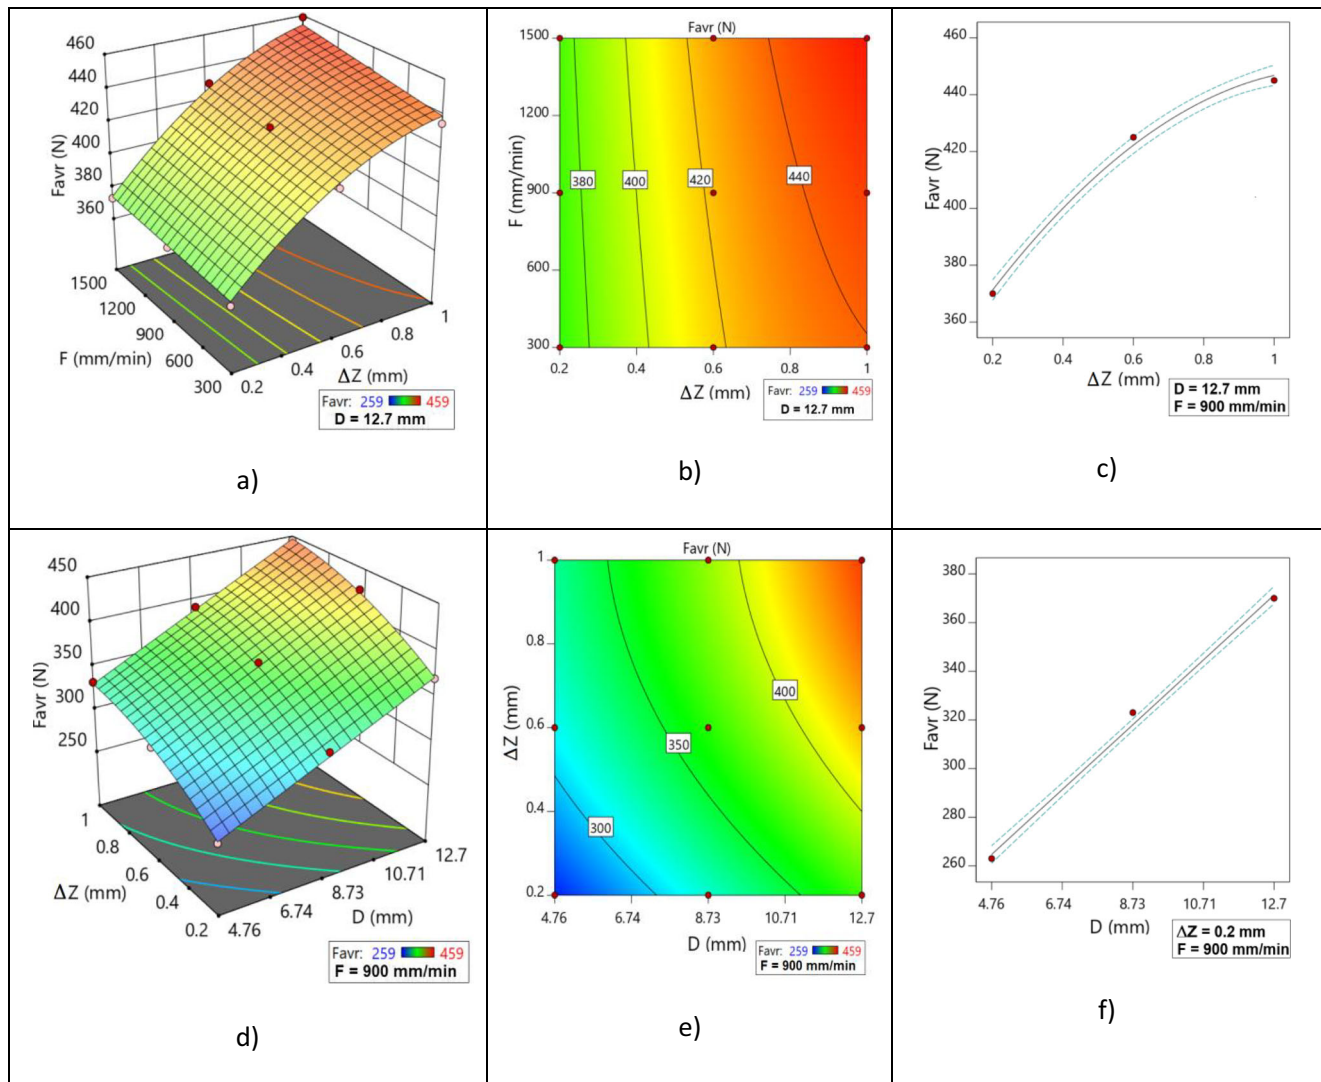 460
440
420
400
380
360
Favr (N)
1500
1200
900
600
300
F (mm/min)
0.2
0.4
0.6
0.8
1
ΔZ (mm)
Favr: 259 459
D = 12.7 mm
a)
Favr (N)
1500
1200
900
600
300
F (mm/min)
380
400
420
440
0.2 0.4 0.6 0.8 1
ΔZ (mm)
Favr: 259 459
D = 12.7 mm
b)
460
440
420
400
380
360
Favr (N)
0.2 0.4 0.6 0.8 1
ΔZ (mm)
D = 12.7 mm
F = 900 mm/min
c)
450
400
350
300
250
Favr (N)
1
0.8
0.6
0.4
0.2
ΔZ (mm)
4.76
6.74
8.73
10.71
12.7
D (mm)
Favr: 259 459
F = 900 mm/min
d)
Favr (N)
1
0.8
0.6
0.4
0.2
ΔZ (mm)
400
350
300
4.76 6.74 8.73 10.71 12.7
D (mm)
Favr: 259 459
F = 900 mm/min
e)
380
360
340
320
300
280
260
Favr (N)
4.76 6.74 8.73 10.71 12.7
D (mm)
ΔZ = 0.2 mm
F = 900 mm/min
f)